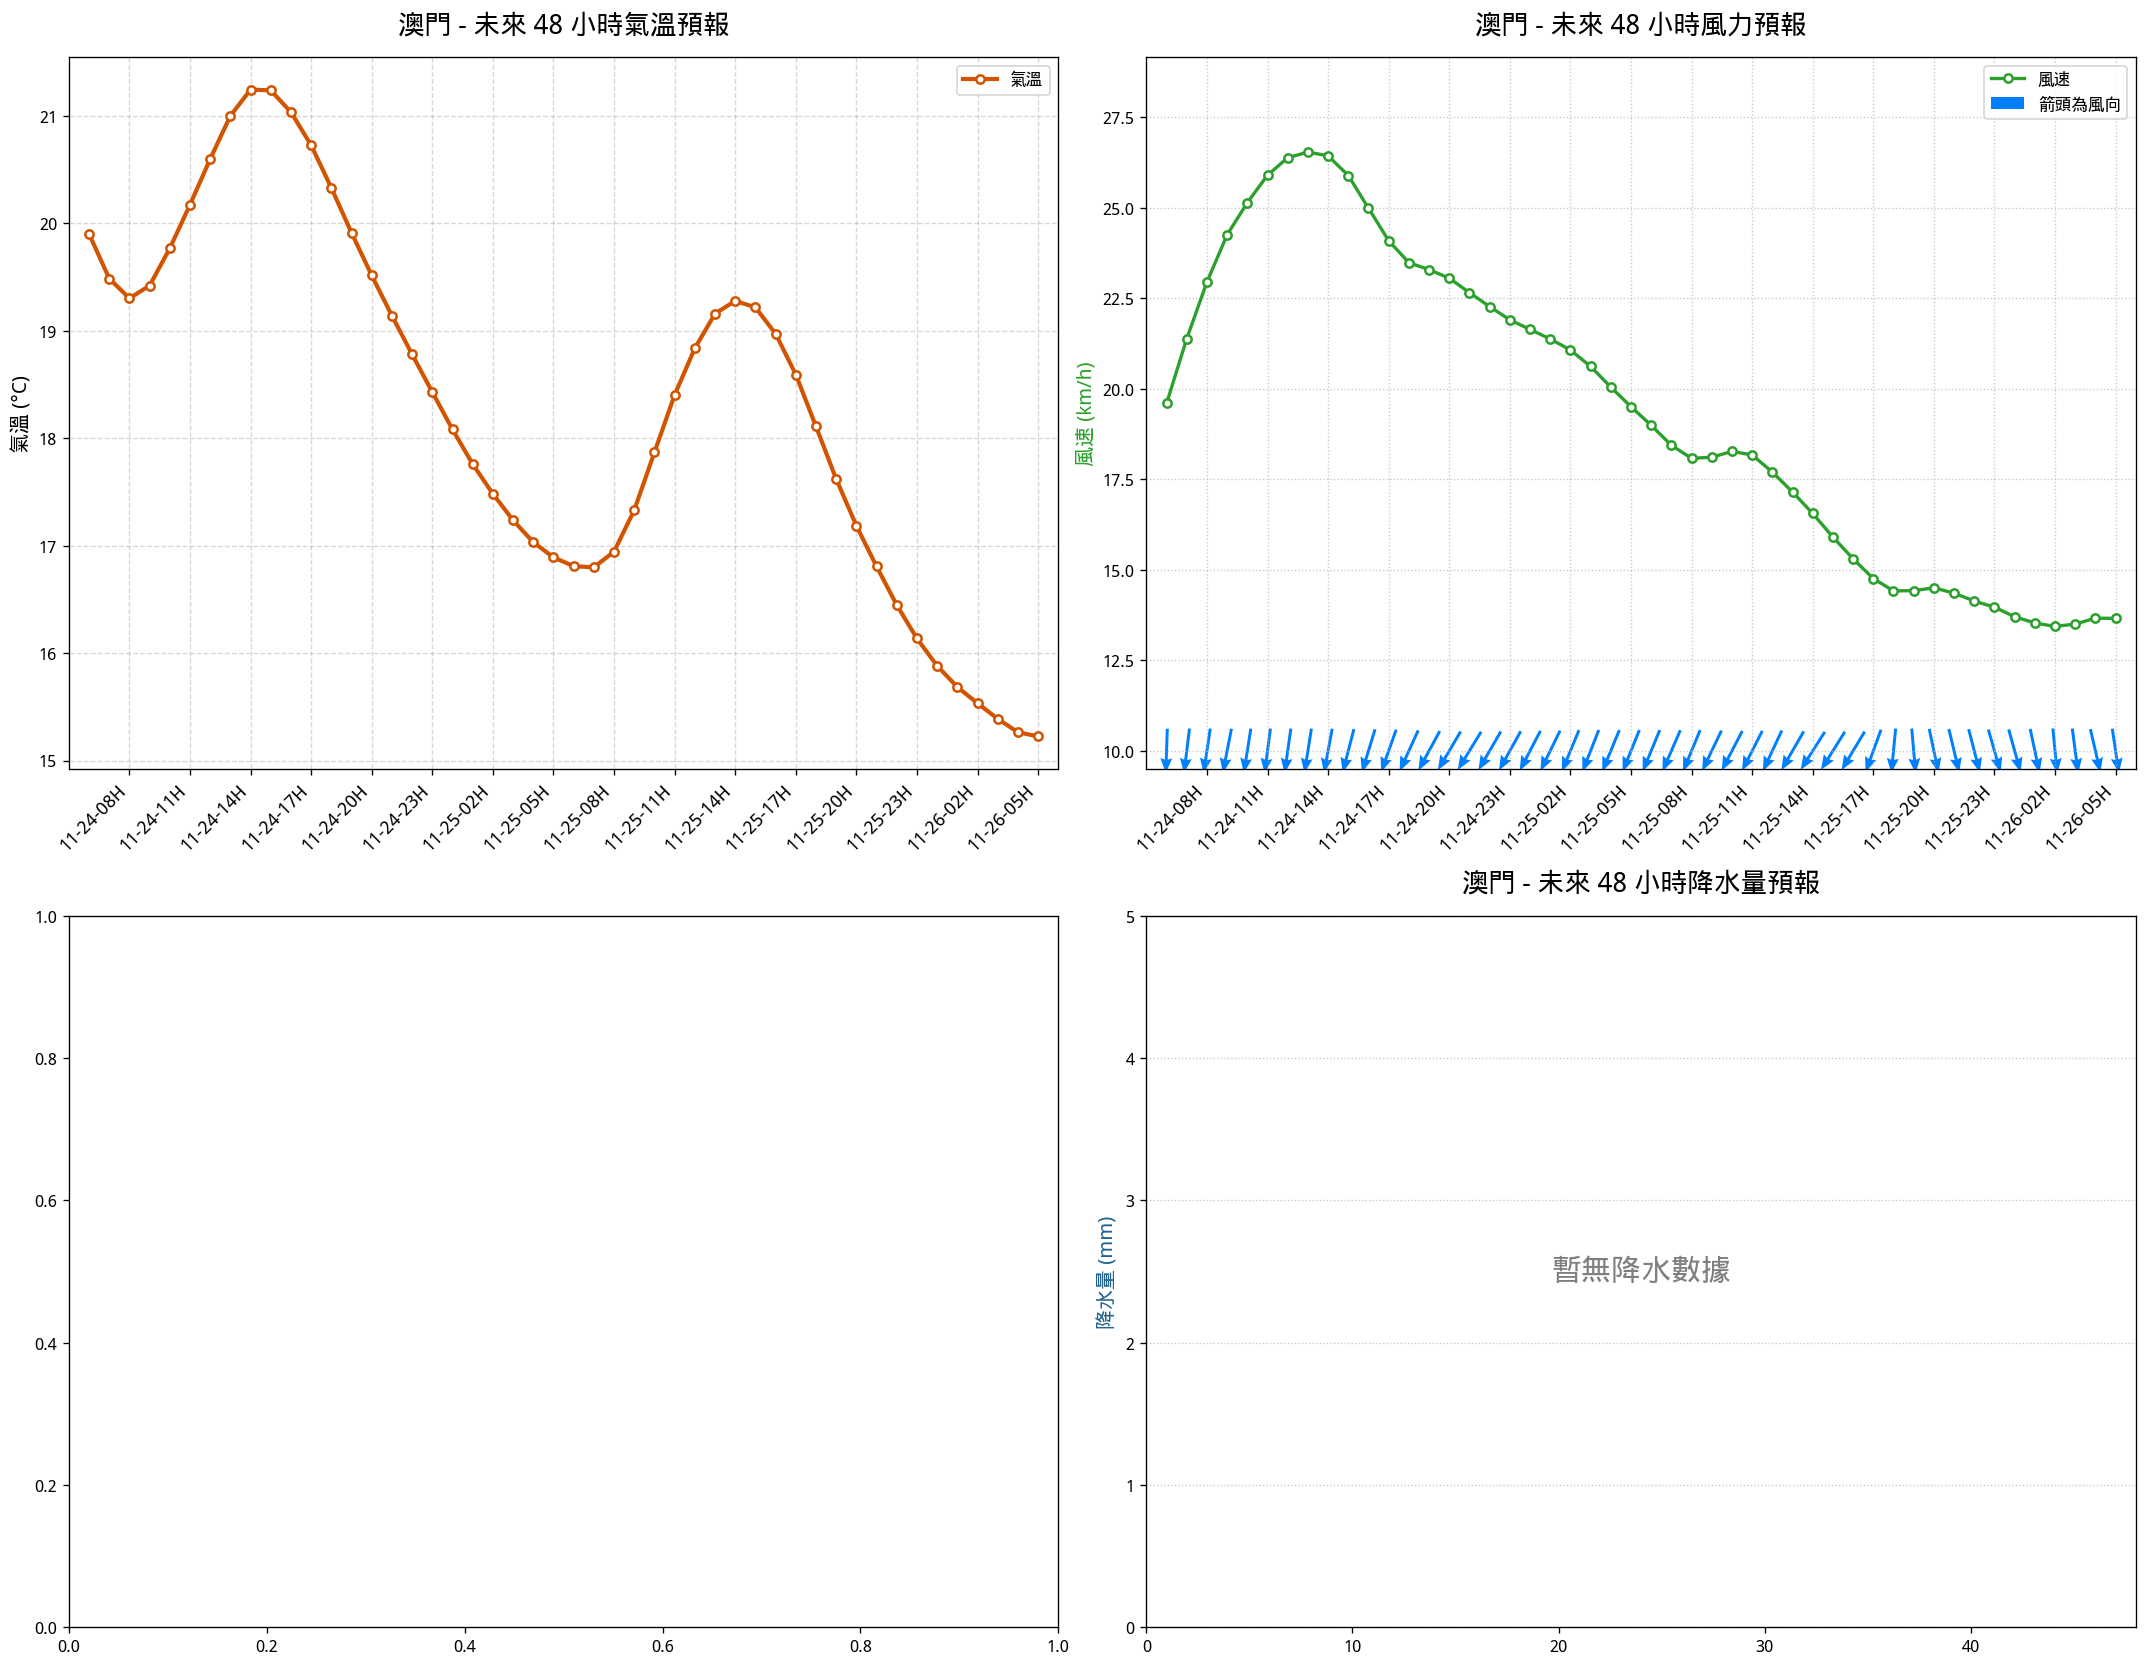 澳門 - 未來 48 小時氣溫預報
氣溫
氣溫 (°C)
21
20
19
18
17
16
15
11-24-08H
11-24-11H
11-24-14H
11-24-17H
11-24-20H
11-24-23H
11-25-02H
11-25-05H
11-25-08H
11-25-11H
11-25-14H
11-25-17H
11-25-20H
11-25-23H
11-26-02H
11-26-05H
澳門 - 未來 48 小時風力預報
風速
箭頭為風向
風速 (km/h)
27.5
25.0
22.5
20.0
17.5
15.0
12.5
10.0
11-24-08H
11-24-11H
11-24-14H
11-24-17H
11-24-20H
11-24-23H
11-25-02H
11-25-05H
11-25-08H
11-25-11H
11-25-14H
11-25-17H
11-25-20H
11-25-23H
11-26-02H
11-26-05H
1.0
0.8
0.6
0.4
0.2
0.0
0.0
0.2
0.4
0.6
0.8
1.0
澳門 - 未來 48 小時降水量預報
降水量 (mm)
5
4
3
2
1
0
暫無降水數據
0
10
20
30
40